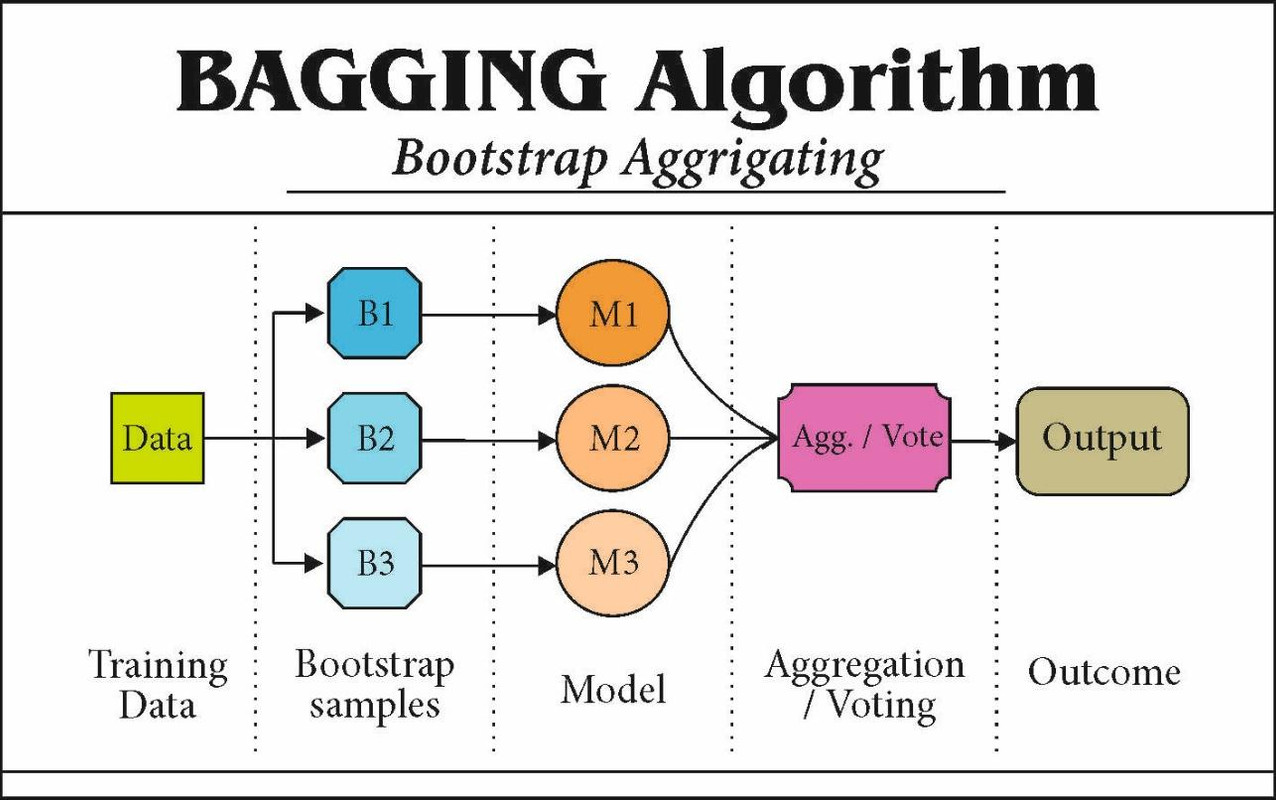 BAGGING Algorithm
Bootstrap Aggrigating
Data
B1
B2
B3
M1
M2
M3
Agg. / Vote
Output
Training
Data
Bootstrap
samples
Model
Aggregation
/ Voting
Outcome